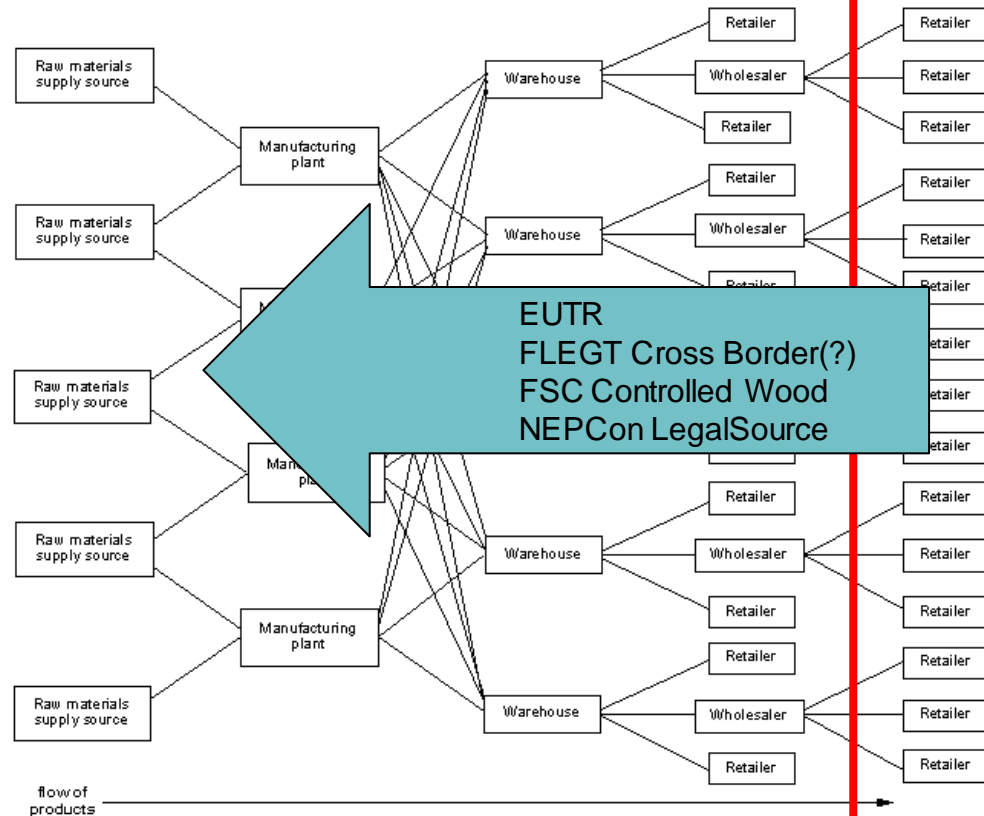 Raw materials
supply source
Raw materials
supply source
Raw materials
supply source
Raw materials
supply source
Raw materials
supply source
Manufacturing
plant
Manufacturing
plant
Warehouse
Warehouse
Warehouse
Warehouse
Retailer
Wholesaler
Retailer
Retailer
Wholesaler
Retailer
EUTR
FLEGT Cross Border(?)
FSC Controlled Wood
NEPCon LegalSource
Retailer
Wholesaler
Retailer
Retailer
Wholesaler
Retailer
Retailer
Retailer
Retailer
Retailer
Retailer
Retailer
etailer
etailer
etailer
Retailer
Retailer
Retailer
Retailer
Retailer
Retailer
flow of
products